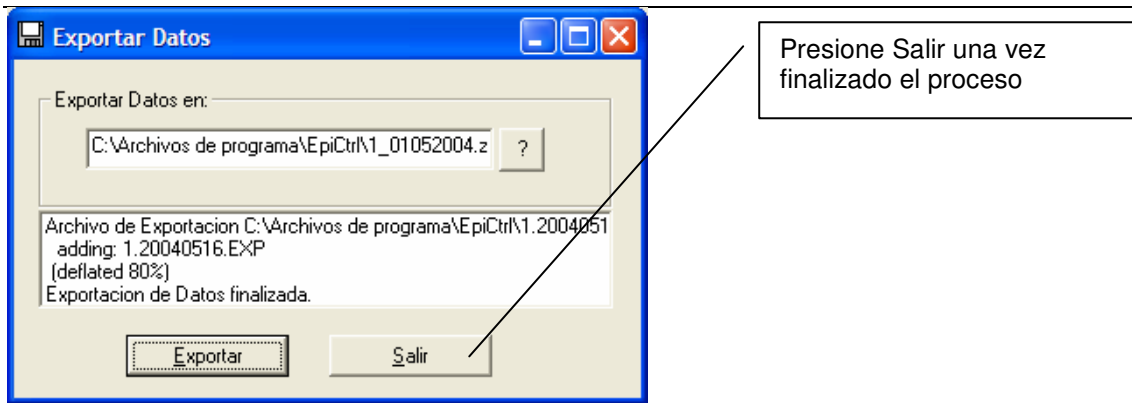 Exportar Datos
Exportar Datos en:
C:\Archivos de programa\EpiCtrl\1_01052004.z
?
Archivo de Exportacion C:\Archivos de programa\EpiCtrl\1.2004051
adding: 1.20040516.EXP
(deflated 80%)
Exportacion de Datos finalizada.
Exportar
Salir
Presione Salir una vez
finalizado el proceso